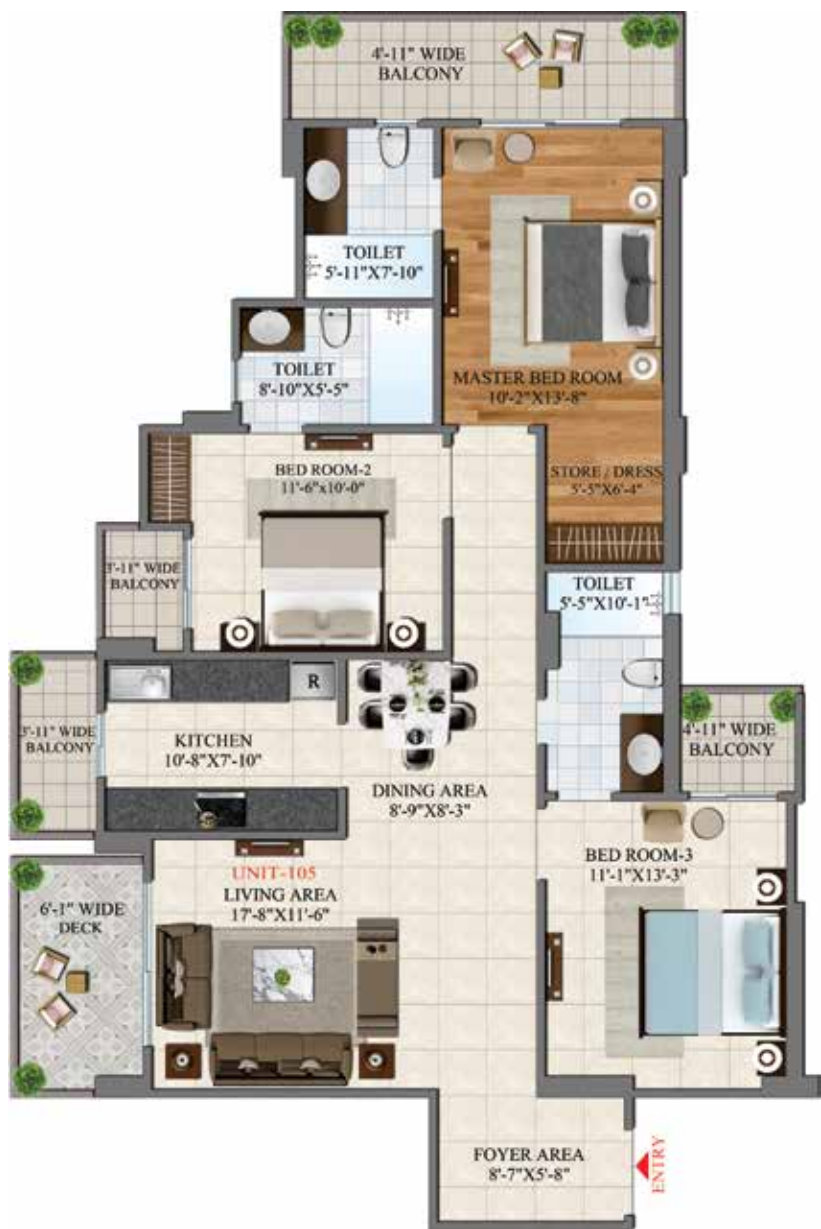 4'-11" WIDE
BALCONY
TOILET
5'-11"X7'-10"
TOILET
8'-10"X5'-5"
MASTER BED ROOM
10'-2"X13'-8"
BED ROOM-2
11'-6"x10'-0"
STORE / DRESS
5'-5"X6'-4"
3'-11" WIDE
BALCONY
TOILET
5'-5"X10'-1"
R
3'-11" WIDE
BALCONY
KITCHEN
10'-8"X7'-10"
4'-11" WIDE
BALCONY
DINING AREA
8'-9"X8'-3"
UNIT-105
LIVING AREA
17'-8"X11'-6"
BED ROOM-3
11'-1"X13'-3"
6'-1" WIDE
DECK
FOYER AREA
8'-7"X5'-8"
ENTRY